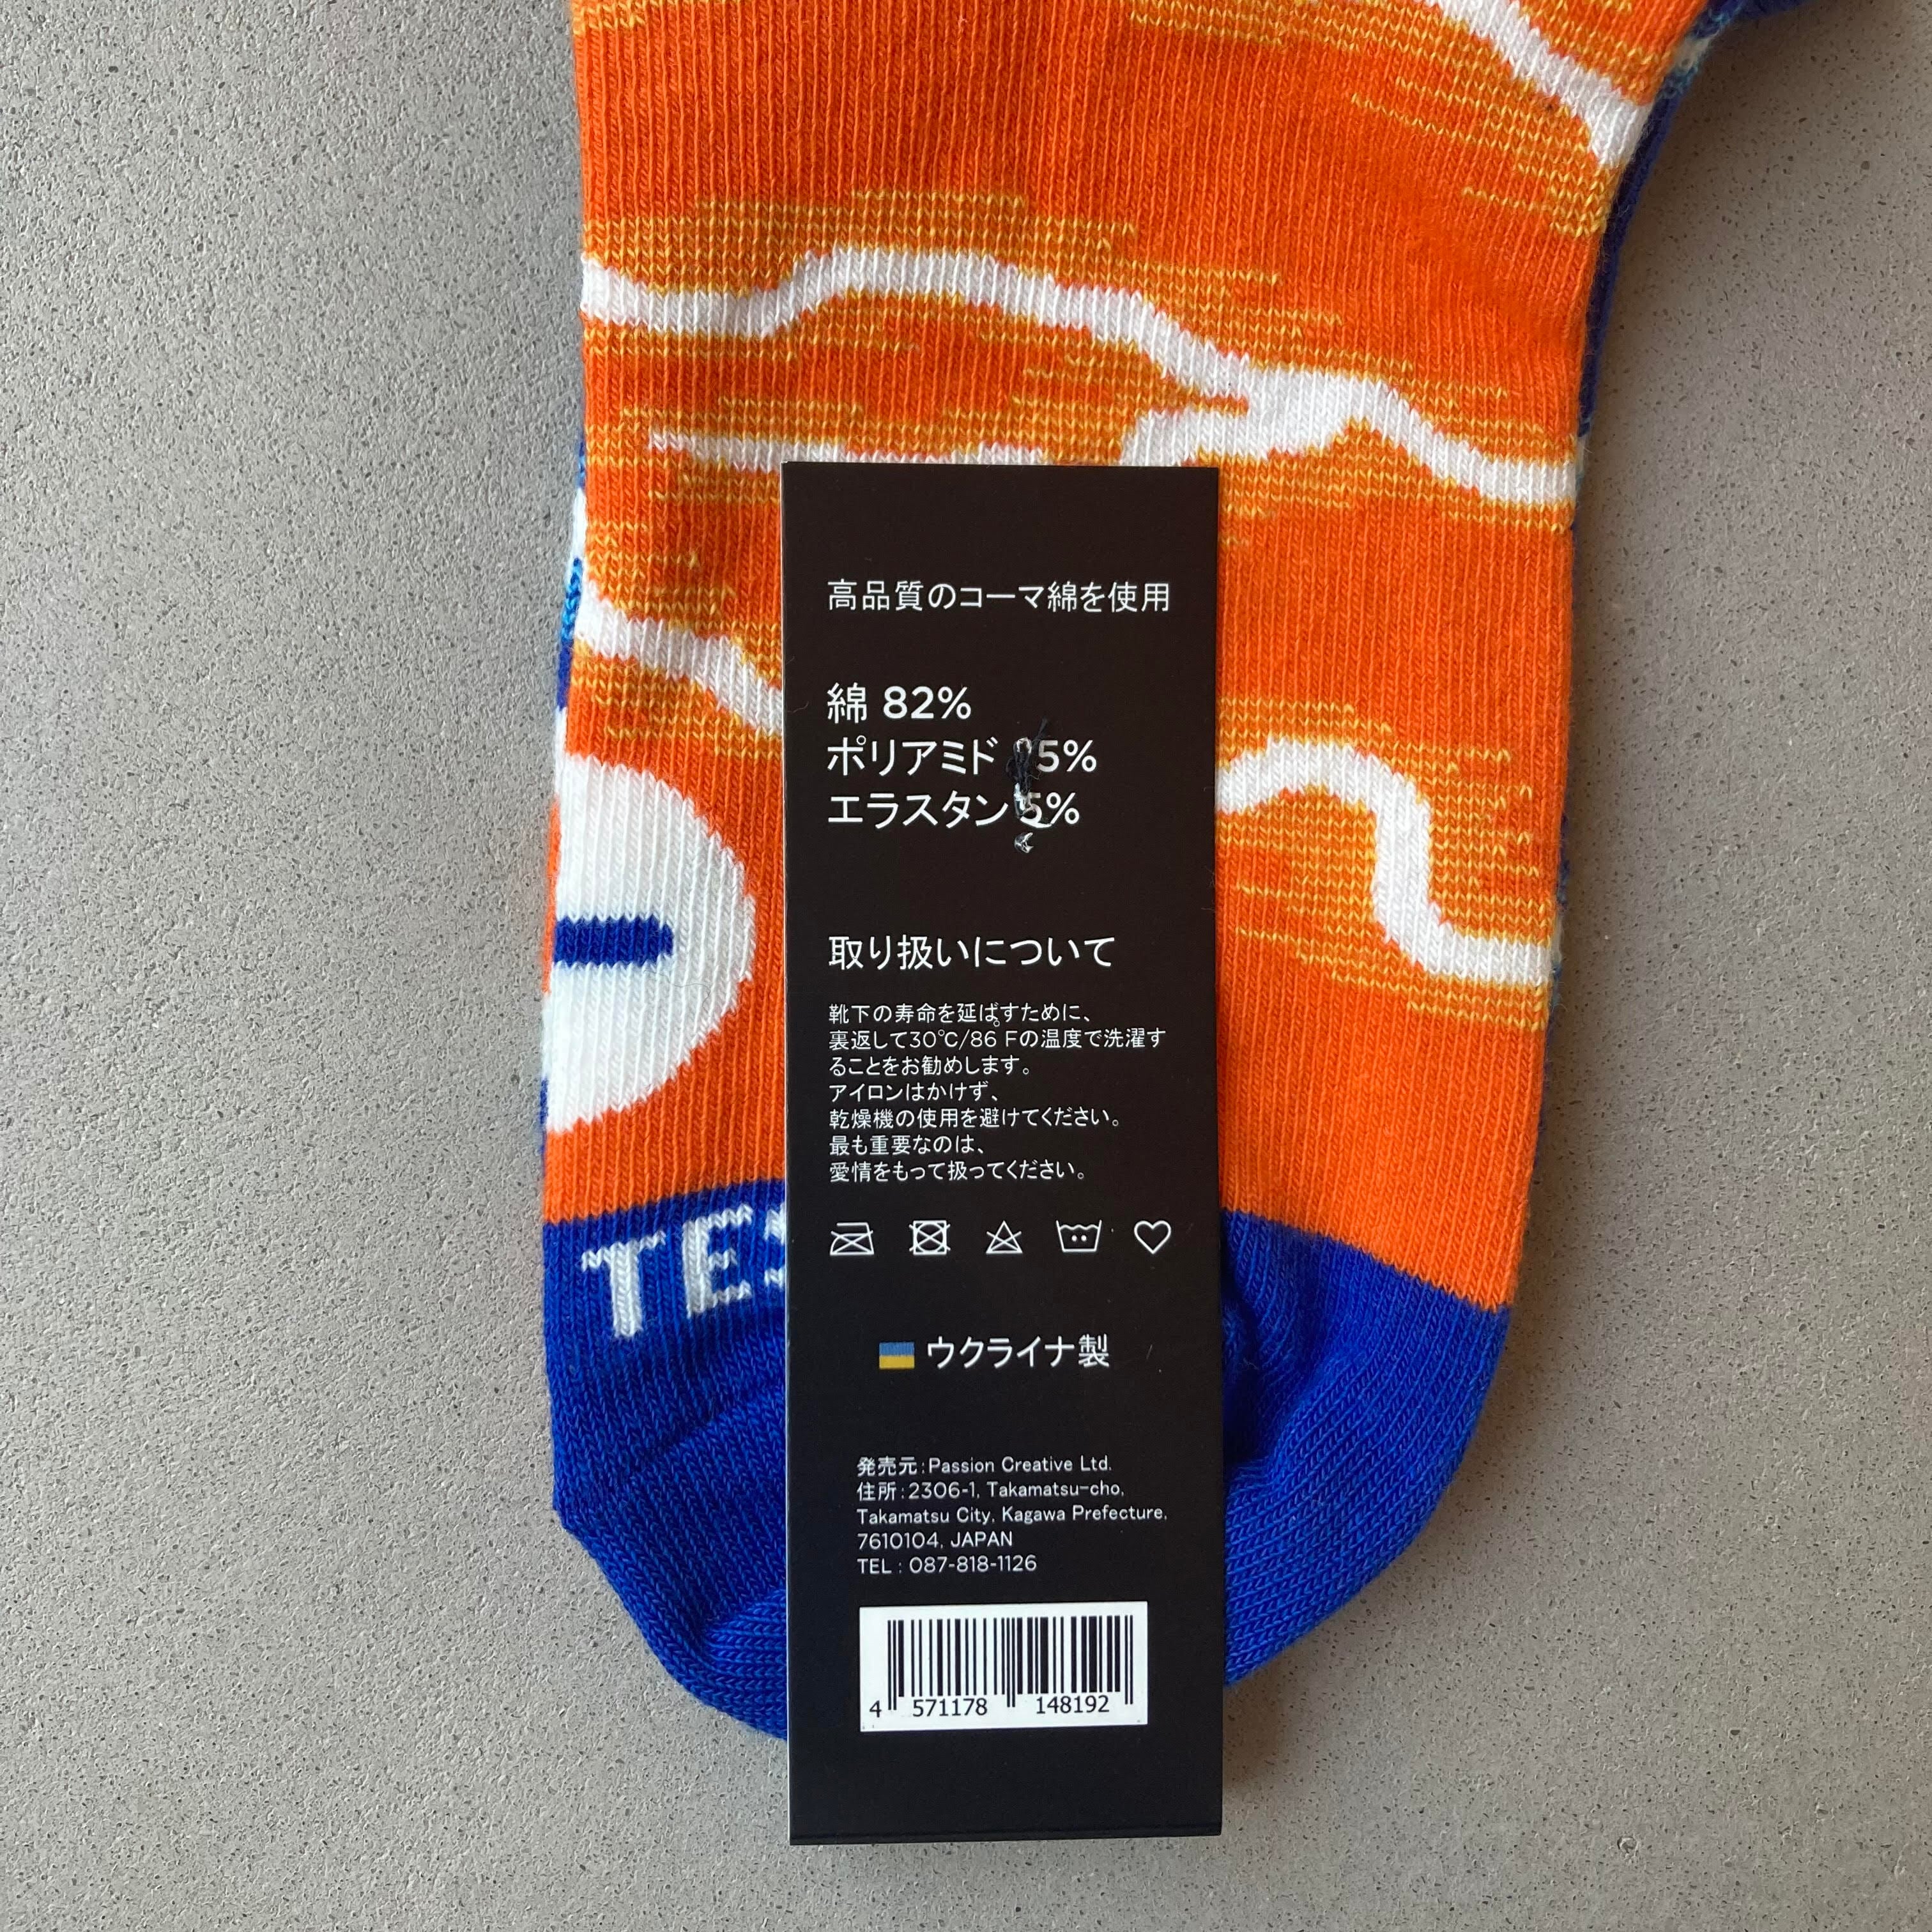 高品質のコーマ綿を使用
綿 82%
ポリアミド
エラスタン 5%
取り扱いについて
靴下の寿命を延ばすために、
裏返して30℃/86°Fの温度で洗濯す
ることをお勧めします。
アイロンはかけず、
乾燥機の使用を避けてください。
最も重要なのは、
愛情をもって扱ってください。
ウクライナ製
発売元:Passion Creative Ltd.
住所:2306-1, Takamatsu-cho,
Takamatsu City, Kagawa Prefecture,
7610104, JAPAN
TEL : 087-818-1126
4 571178 148192